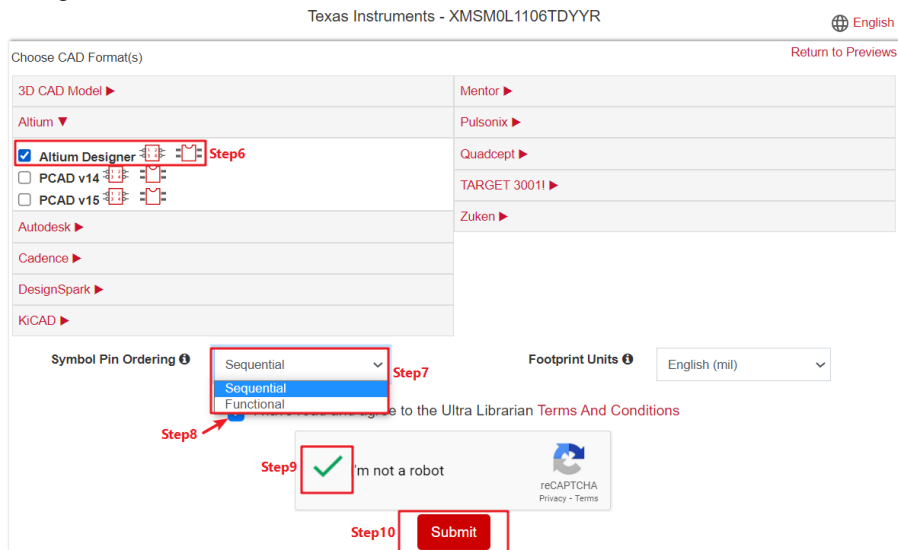 Texas Instruments - XMSM0L1106TDYYR
English
Choose CAD Format(s)
Return to Previews
3D CAD Model ▶
Mentor ▶
Altium ▼
Pulsonix ▶
Altium Designer
Step6
Quadcept ▶
PCAD v14
TARGET 3001! ▶
PCAD v15
Zuken ▶
Autodesk ▶
Cadence ▶
DesignSpark ▶
KiCAD ▶
Symbol Pin Ordering
Sequential
Step7
Footprint Units
English (mil)
Sequential
Functional
to the Ultra Librarian Terms And Conditions
Step8
Step9
I'm not a robot
reCAPTCHA
Privacy - Terms
Step10
Submit